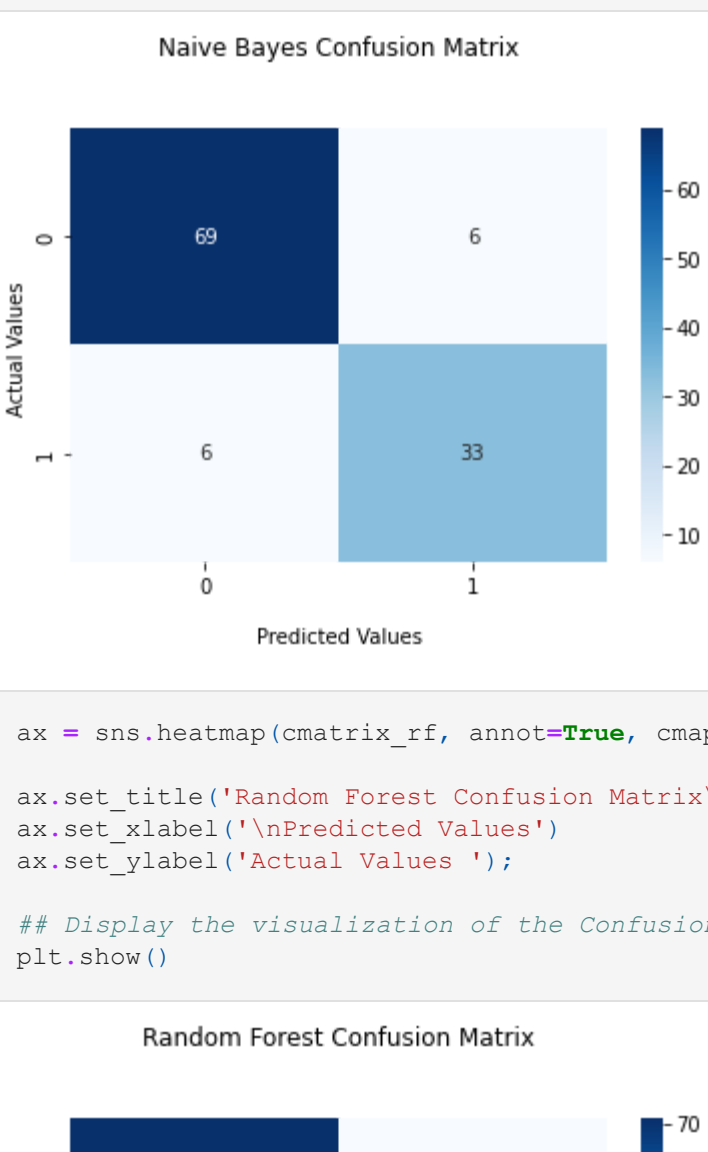 Naive Bayes Confusion Matrix
69 6
6 33
0
1
Actual Values
0 1
Predicted Values
60
50
40
30
20
10
ax = sns.heatmap(cmatrix_rf, annot=True, cmap
ax.set_title('Random Forest Confusion Matrix\
ax.set_xlabel('\nPredicted Values')
ax.set_ylabel('Actual Values ');
## Display the visualization of the Confusion
plt.show()
Random Forest Confusion Matrix
70